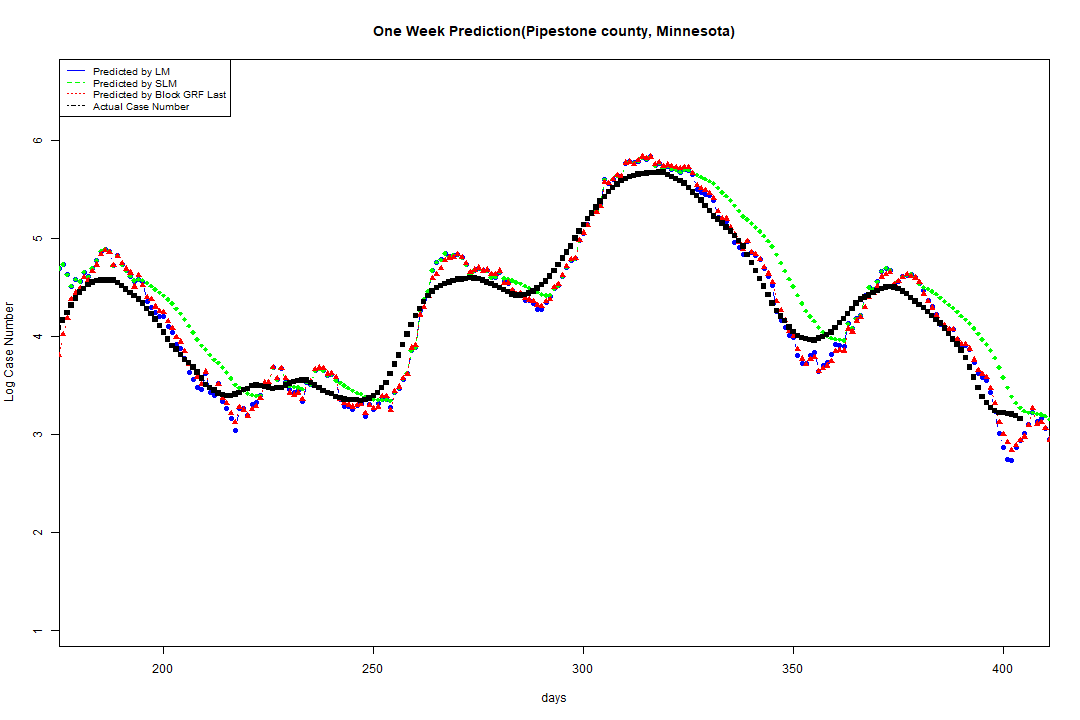 One Week Prediction(Pipestone county, Minnesota)
Predicted by LM
Predicted by SLM
Predicted by Block GRF Last
Actual Case Number
6
5
4
3
2
1
Log Case Number
200 250 300 350 400
days